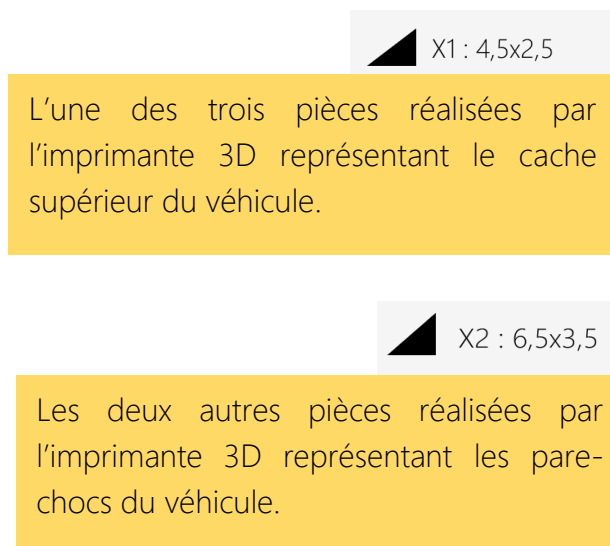 X1 : 4,5x2,5
L’une des trois pièces réalisées par
l’imprimante 3D représentant le cache
supérieur du véhicule.
X2 : 6,5x3,5
Les deux autres pièces réalisées par
l’imprimante 3D représentant les pare-
chocs du véhicule.